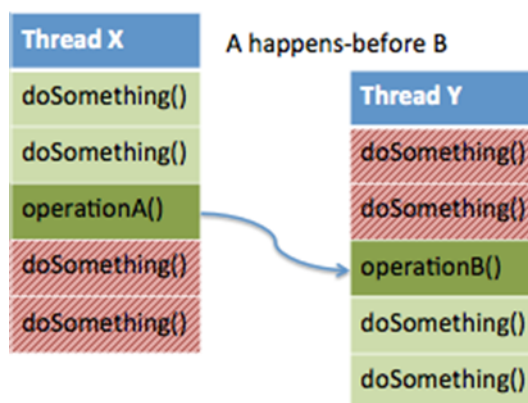 Thread X
doSomething()
doSomething()
operationA()
doSomething()
doSomething()
A happens-before B
Thread Y
doSomething()
doSomething()
operationB()
doSomething()
doSomething()